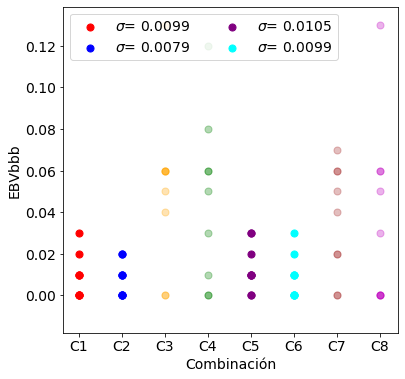 σ= 0.0099 σ= 0.0105
σ= 0.0079 σ= 0.0099
0.12
0.10
0.08
0.06
0.04
0.02
0.00
EBVbbb
C1 C2 C3 C4 C5 C6 C7 C8
Combinación